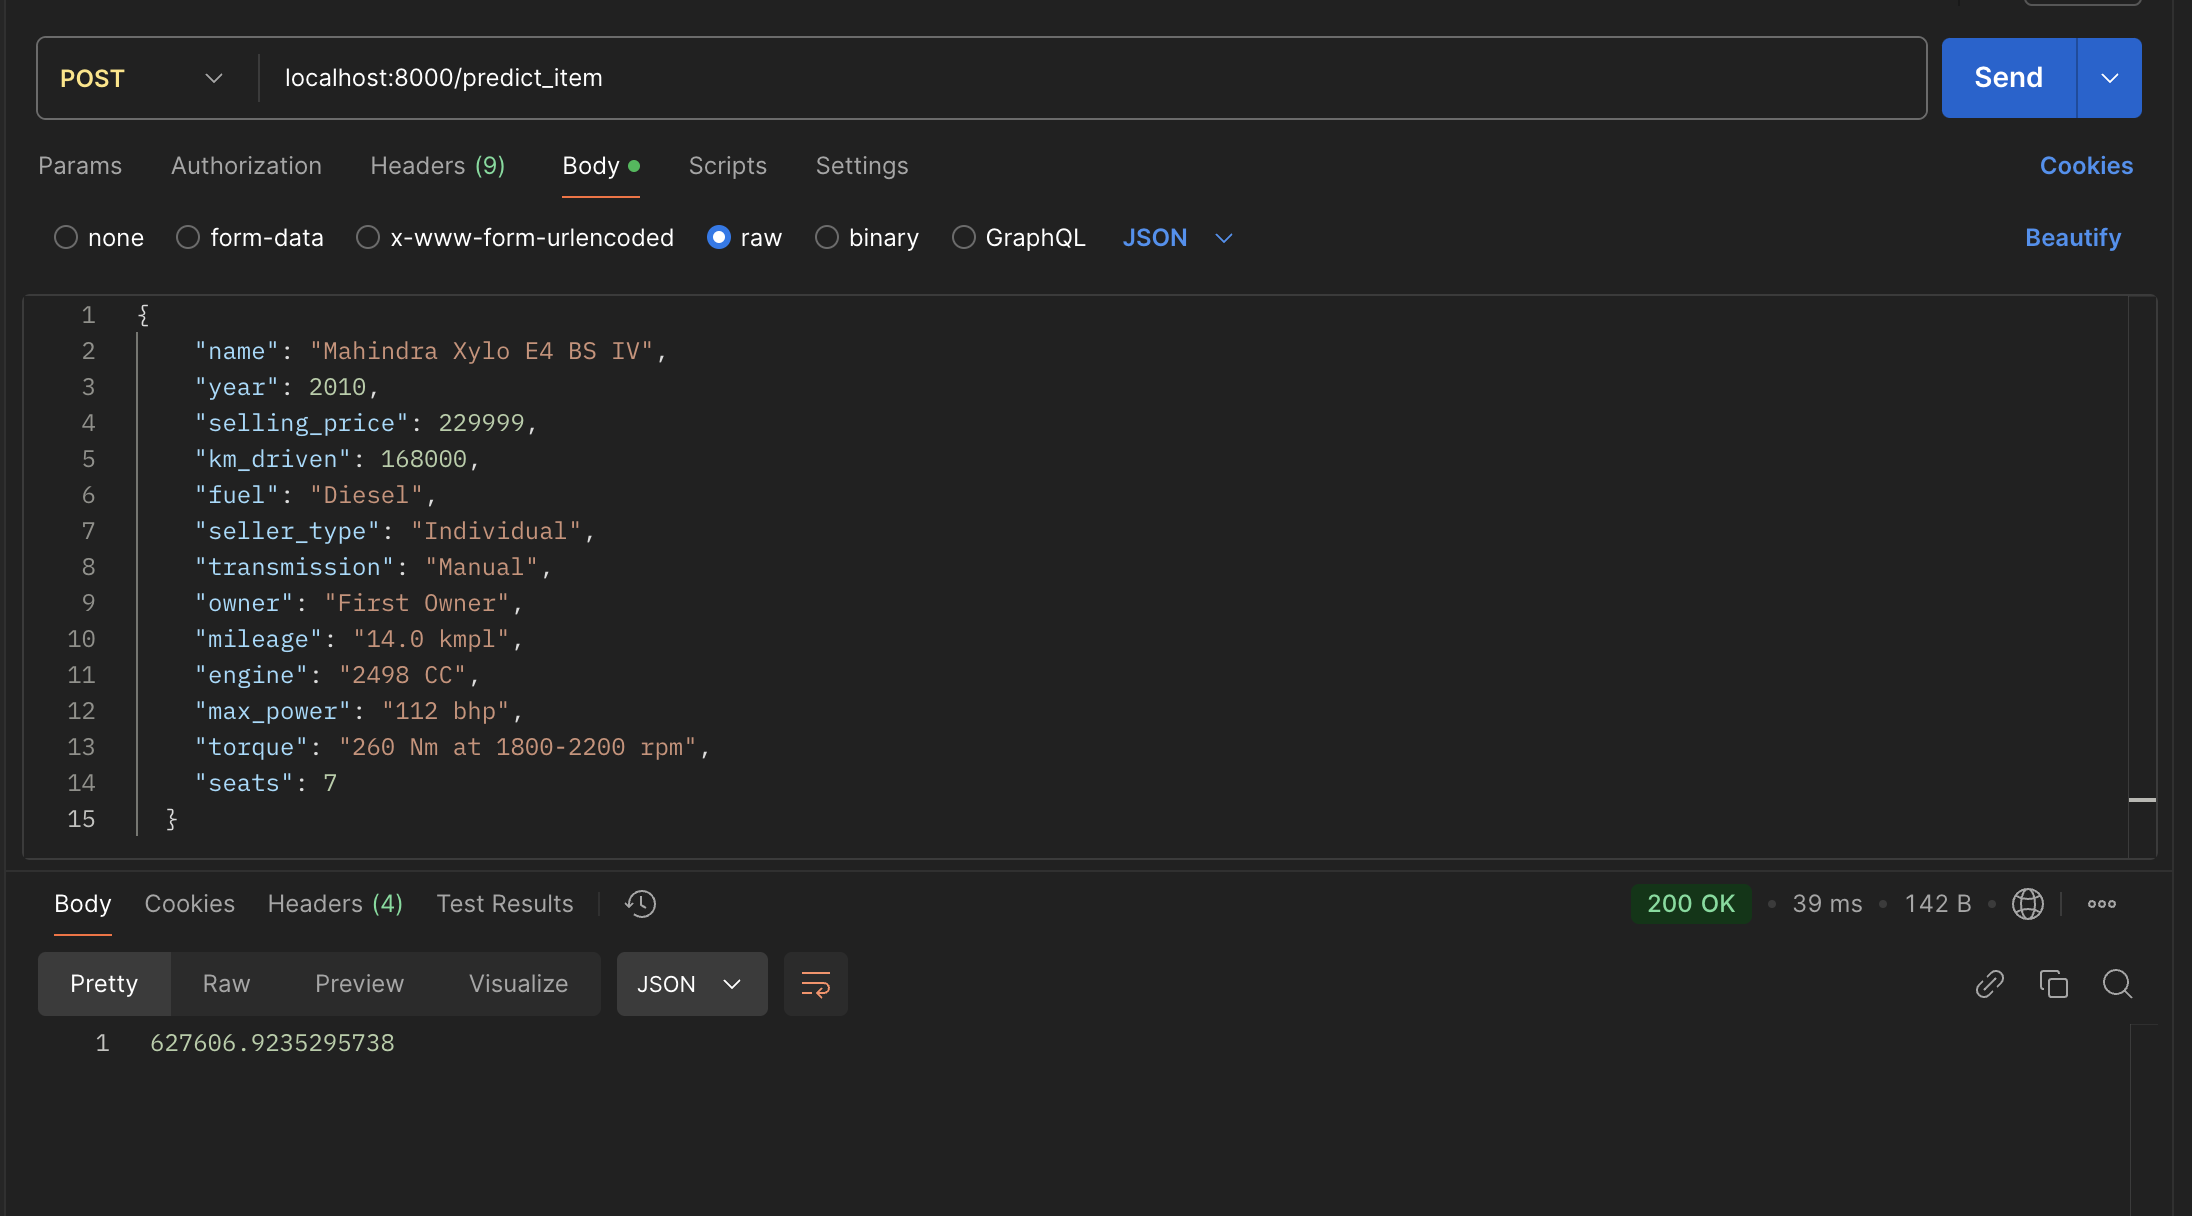 POST localhost:8000/predict_item Send
Params Authorization Headers (9) Body Scripts Settings Cookies
none form-data x-www-form-urlencoded raw binary GraphQL JSON Beautify
1 {
2 "name": "Mahindra Xylo E4 BS IV",
3 "year": 2010,
4 "selling_price": 229999,
5 "km_driven": 168000,
6 "fuel": "Diesel",
7 "seller_type": "Individual",
8 "transmission": "Manual",
9 "owner": "First Owner",
10 "mileage": "14.0 kmpl",
11 "engine": "2498 CC",
12 "max_power": "112 bhp",
13 "torque": "260 Nm at 1800-2200 rpm",
14 "seats": 7
15 }
Body Cookies Headers (4) Test Results 200 OK • 39 ms • 142 B •
Pretty Raw Preview Visualize JSON
1 627606.9235295738